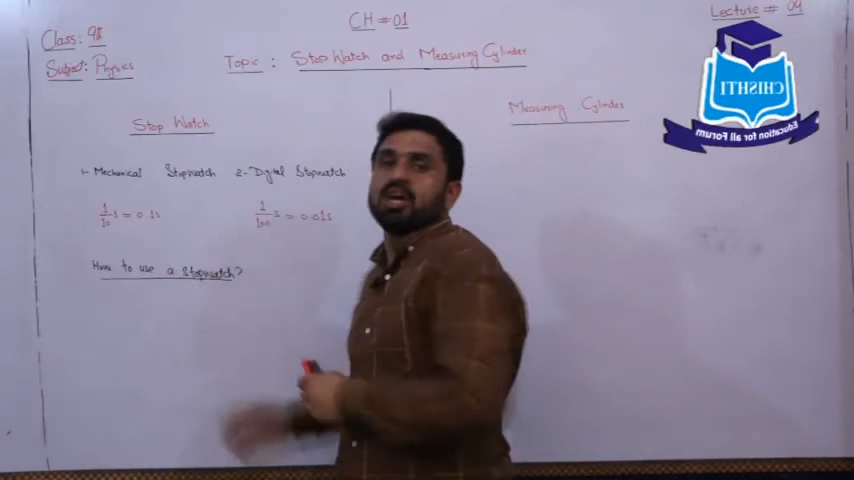 CH = 01
Lecture # 09
Class: 9th
Subject: Physics
Topic : Stop Watch and Measuring Cylinder
CHISHTI
Education for all Forum
Stop Watch
Measuring Cylinder
1- Mechanical Stopwatch 2- Digital Stopwatch
1/10 s = 0.1s
1/100 s = 0.01s
How to use a Stopwatch?